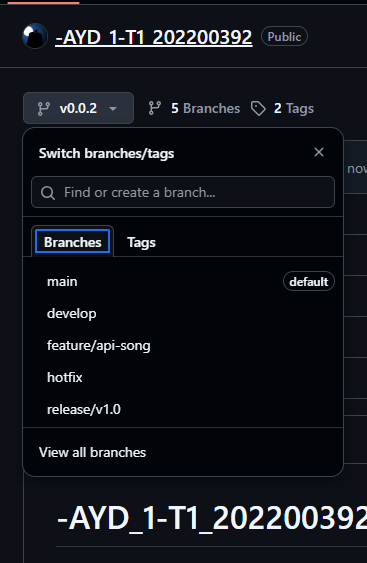 -AYD_1-T1_202200392 Public
v0.0.2 5 Branches 2 Tags
Switch branches/tags
Find or create a branch...
now
Branches Tags
main default
develop
feature/api-song
hotfix
release/v1.0
View all branches
-AYD_1-T1_202200392